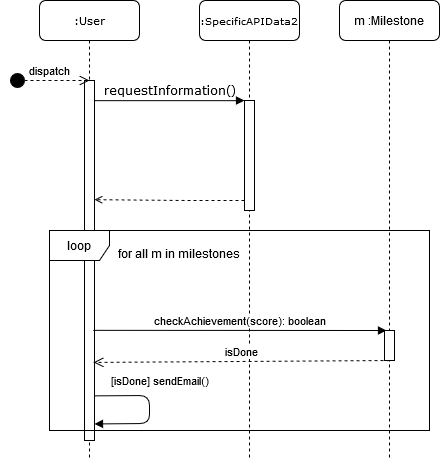 :User
:SpecificAPIData2
m :Milestone
dispatch
requestInformation()
loop
for all m in milestones
checkAchievement(score): boolean
isDone
[isDone] sendEmail()